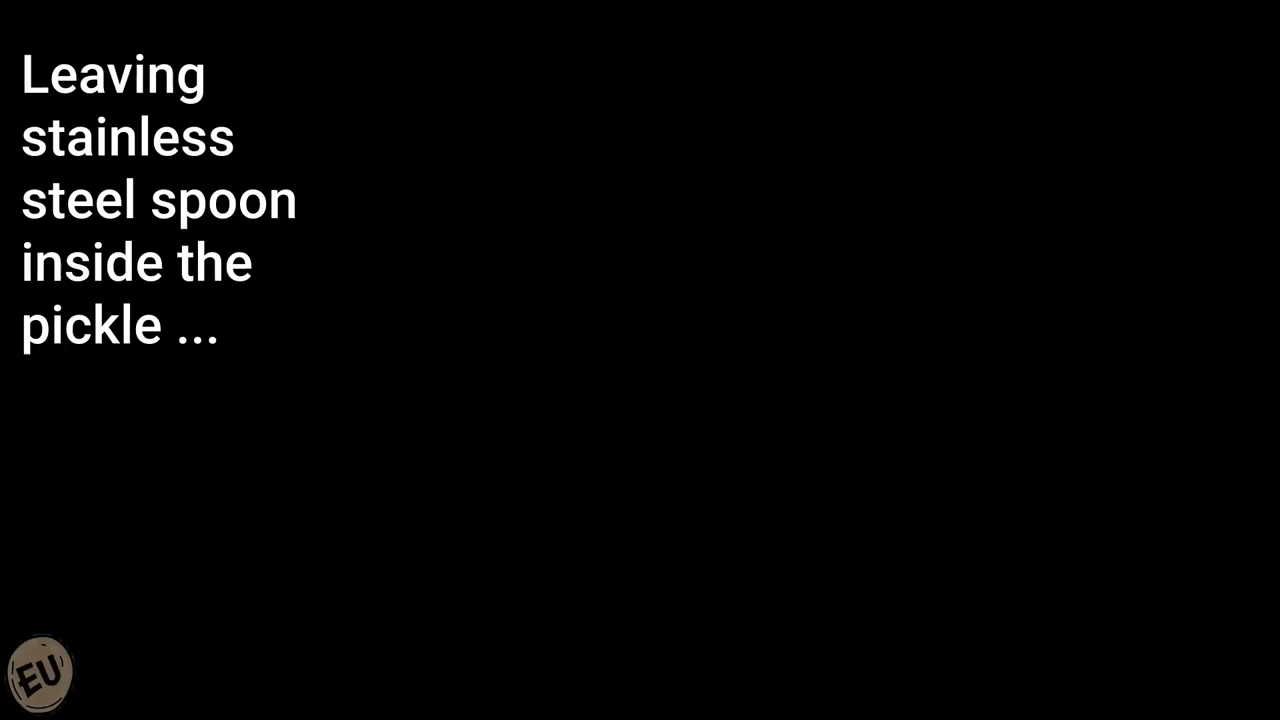 Leaving
stainless
steel spoon
inside the
pickle ...
EU